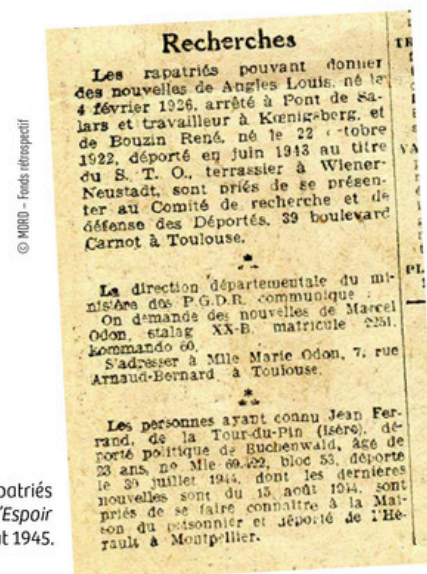 Recherches
Les rapatriés pouvant donner
des nouvelles de Angles Louis, né le
4 février 1926, arrêté à Pont de Sa-
lars et travailleur à Kœnigsberg, et
de Bouzin René, né le 22 octobre
1922, déporté en juin 1943 au titre
du S. T. O., terrassier à Wiener-
Neustadt, sont priés de se présen-
ter au Comité de recherche et de
défense des Déportés, 39 boulevard
Carnot à Toulouse.
La direction départementale du mi-
nistère des P.G.D.R. communique :
On demande des nouvelles de Marcel
Odon, stalag XX-B, matricule 2251,
kommando 60.
S'adresser à Mlle Marie Odon, 7, rue
Arnaud-Bernard à Toulouse.
Les personnes ayant connu Jean Fer-
rand, de la Tour-du-Pin (Isère), dé-
porté politique de Buchenwald, âgé de
23 ans, no Mle bloc 53, déporté
le 30 juillet 1944, dont les dernières
nouvelles sont du 15 août 1944, sont
priés de se faire connaître à la Mai-
son du prisonnier et déporté de l'Hé-
rault à Montpellier.
© MDRD – Fonds rétrospectif
patriés
l'Espoir
ût 1945.